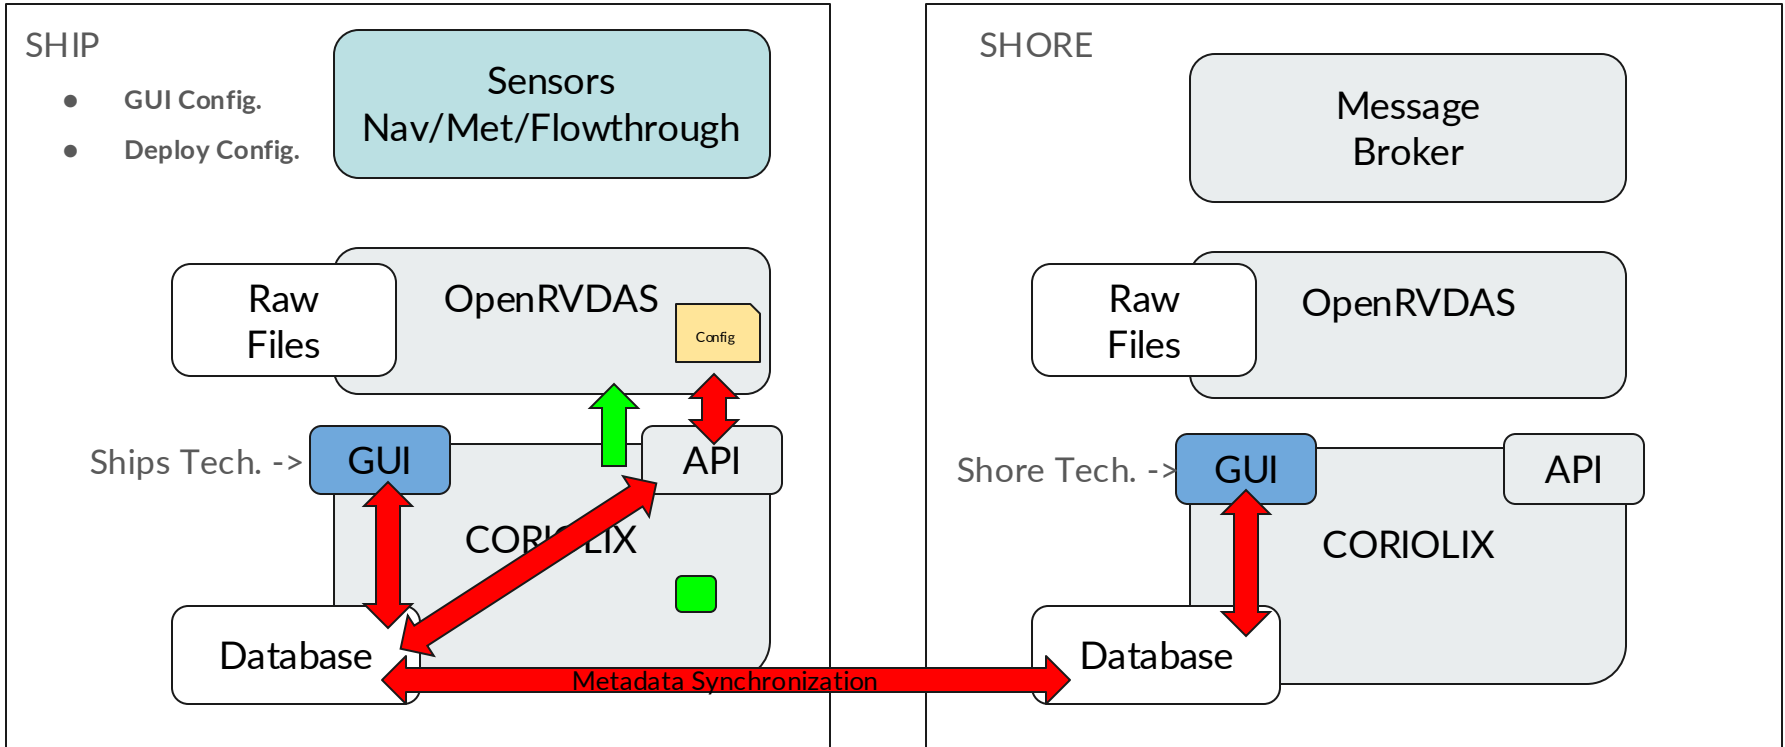 SHIP
● GUI Config.
● Deploy Config.
Sensors
Nav/Met/Flowthrough
Raw
Files
OpenRVDAS
Config
Ships Tech. ->
GUI
API
CORIOLIX
Database
Metadata Synchronization
SHORE
Message
Broker
Raw
Files
OpenRVDAS
Shore Tech. ->
GUI
API
CORIOLIX
Database